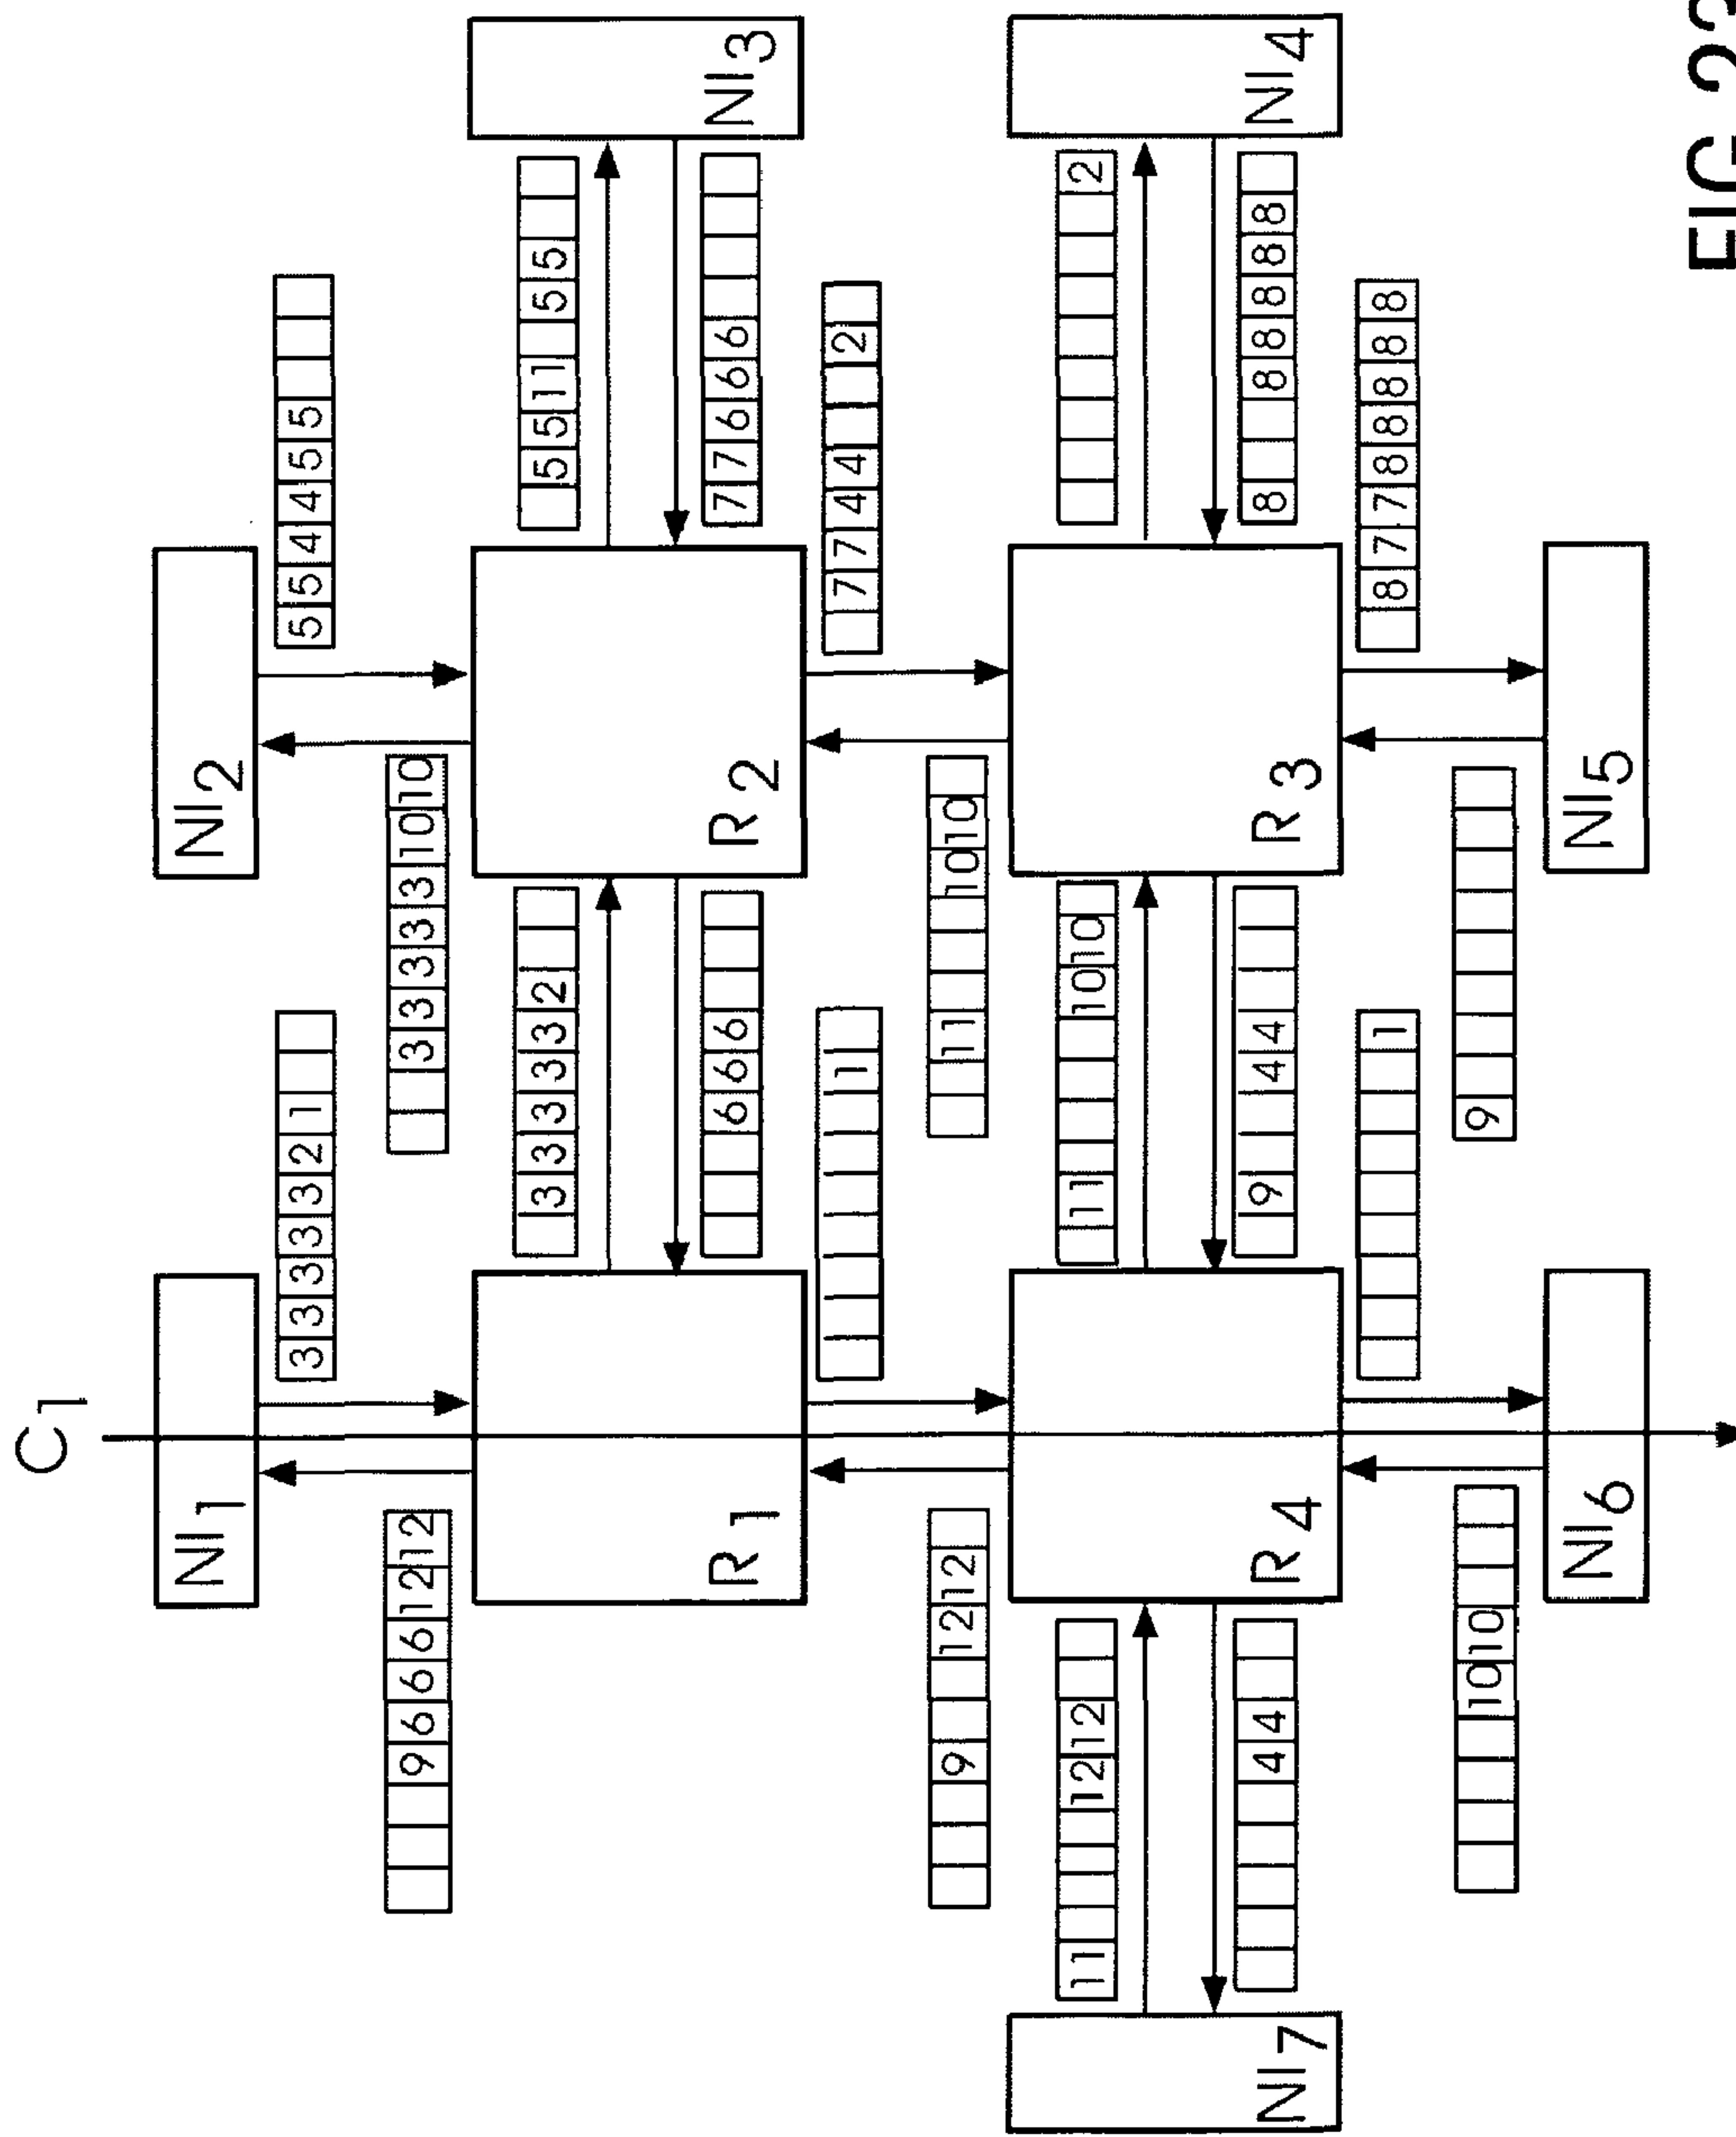 C1
NI1 NI2
3 3 3 3 3 2 1 5 5 4 4 5 5
9 6 6 6 12 12 3 3 3 3 3 10 10
3 3 3 3 3 2 5 5 11 5 5
R1 6 6 6 R2 7 7 6 6 6 NI3
1 7 7 4 4 2
9 12 12 11 10 10
11 12 12 11 10 10 2
NI7 4 4 R4 9 4 4 R3 8 8 8 8 8 8 NI4
1 8 7 7 8 8 8 8 8
10 10 9
NI6 NI5
FIG 23